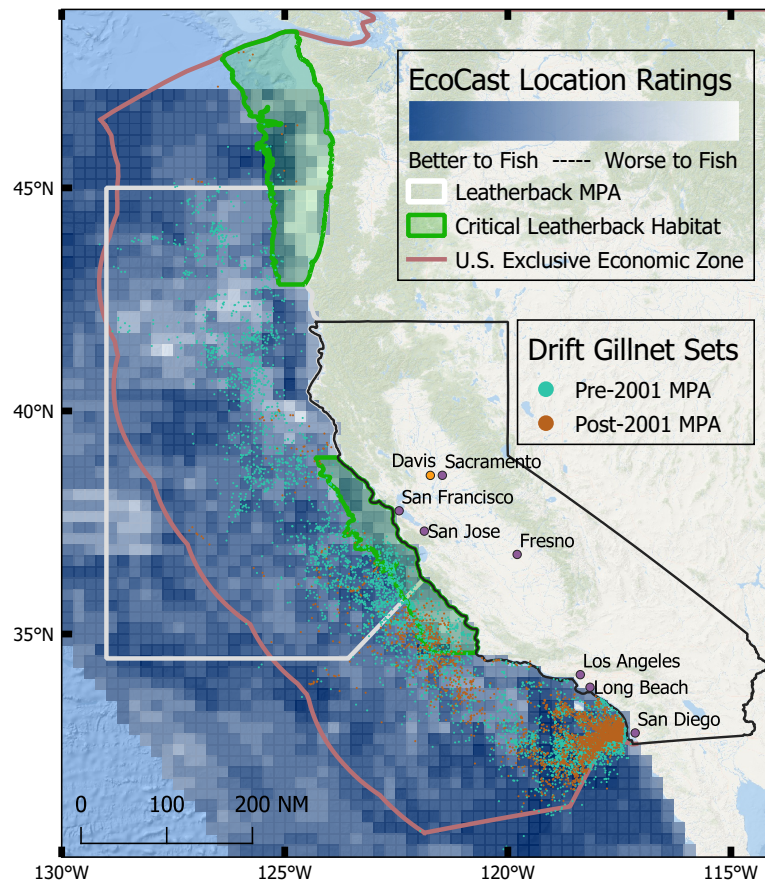 EcoCast Location Ratings
Better to Fish ----- Worse to Fish
Leatherback MPA
Critical Leatherback Habitat
U.S. Exclusive Economic Zone
45°N
Drift Gillnet Sets
Pre-2001 MPA
Post-2001 MPA
40°N
Davis
Sacramento
San Francisco
San Jose
Fresno
35°N
Los Angeles
Long Beach
San Diego
0 100 200 NM
130°W 125°W 120°W 115°W